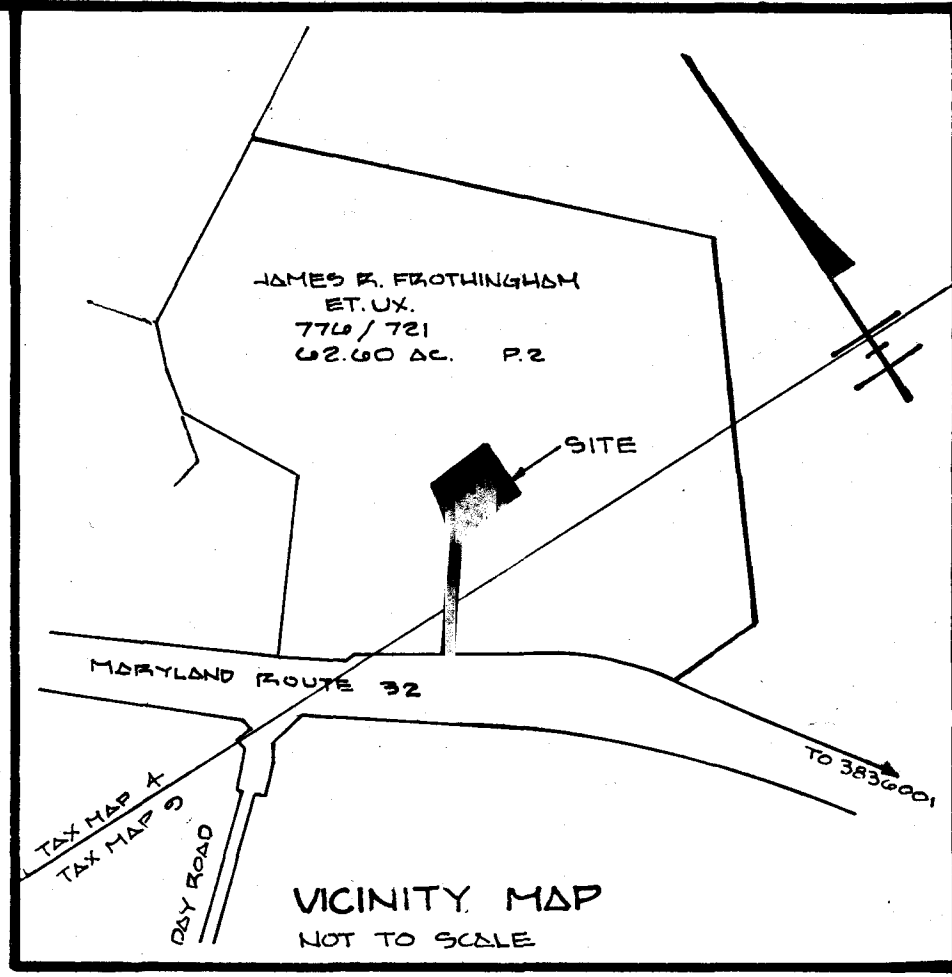 JAMES R. FROTHINGHAM
ET. UX.
776 / 721
62.60 AC. P. 2
SITE
MARYLAND ROUTE 32
TO 3836001
TAX MAP 4
TAX MAP 9
DAY ROAD
VICINITY MAP
NOT TO SCALE